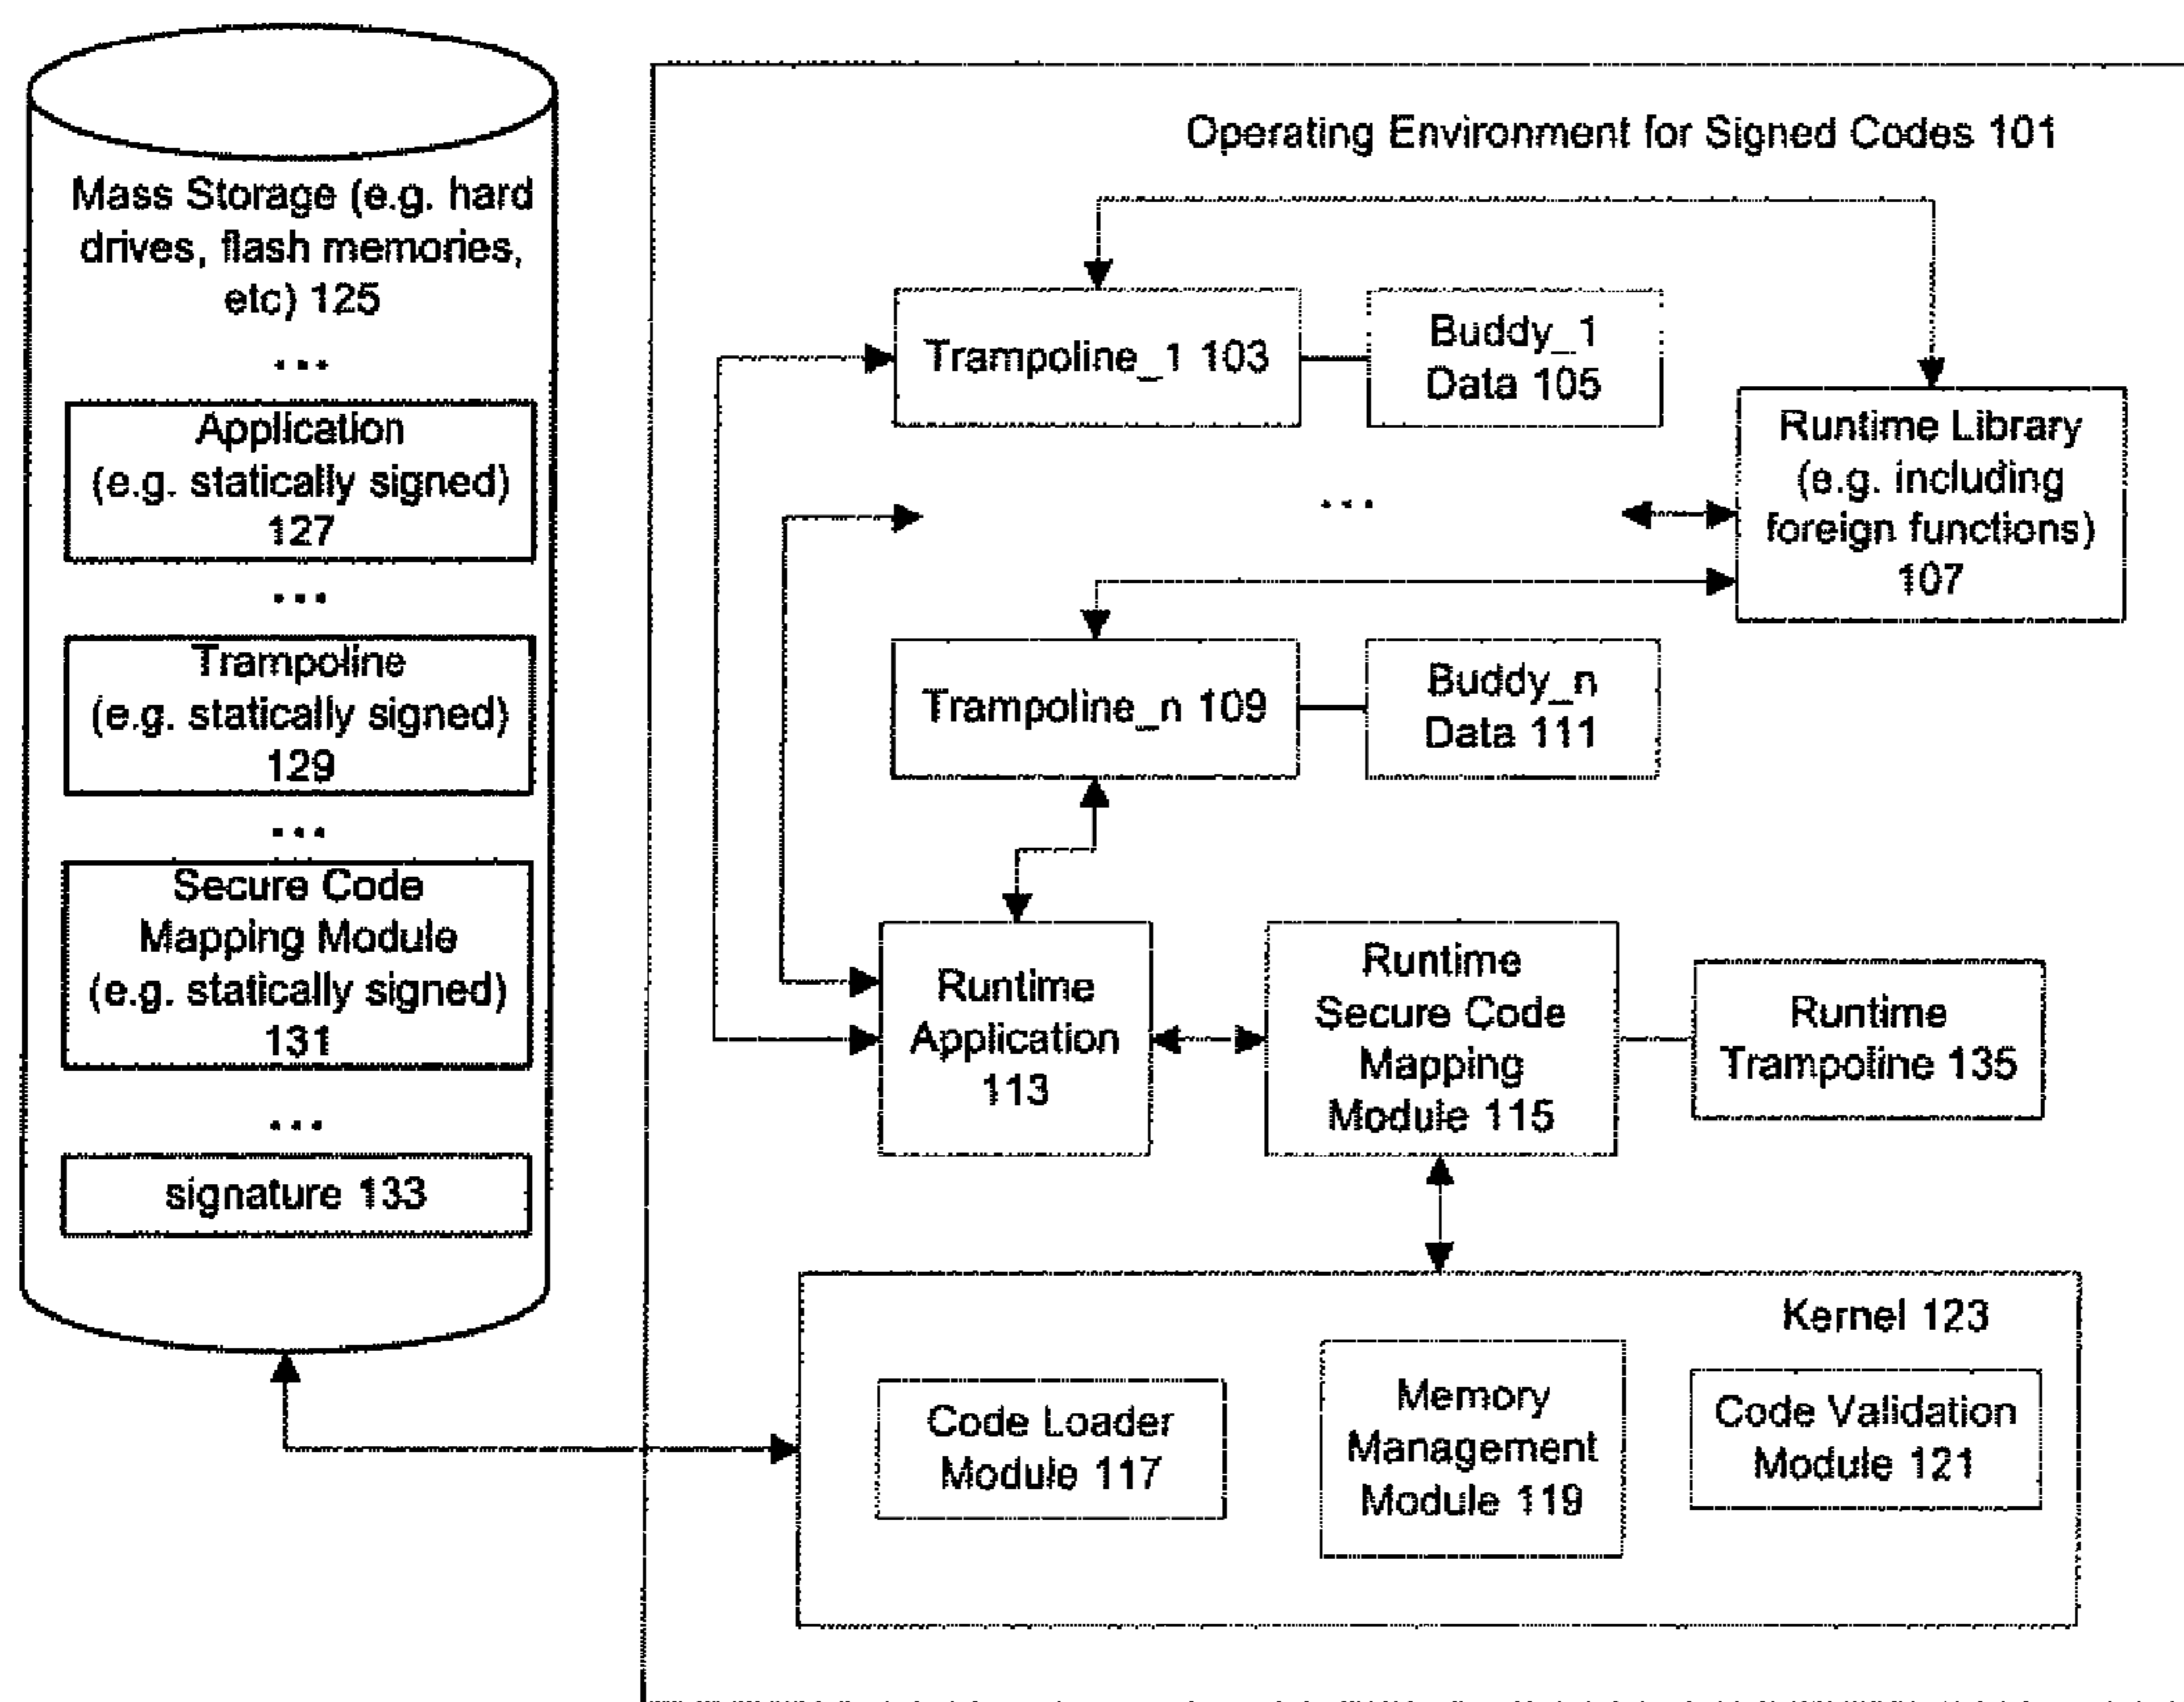 Mass Storage (e.g. hard
drives, flash memories,
etc) 125
...
Application
(e.g. statically signed)
127
...
Trampoline
(e.g. statically signed)
129
...
Secure Code
Mapping Module
(e.g. statically signed)
131
...
signature 133
Operating Environment for Signed Codes 101
Trampoline_1 103
Buddy_1
Data 105
Runtime Library
(e.g. including
foreign functions)
107
...
Trampoline_n 109
Buddy_n
Data 111
Runtime
Application
113
Runtime
Secure Code
Mapping
Module 115
Runtime
Trampoline 135
Kernel 123
Code Loader
Module 117
Memory
Management
Module 119
Code Validation
Module 121